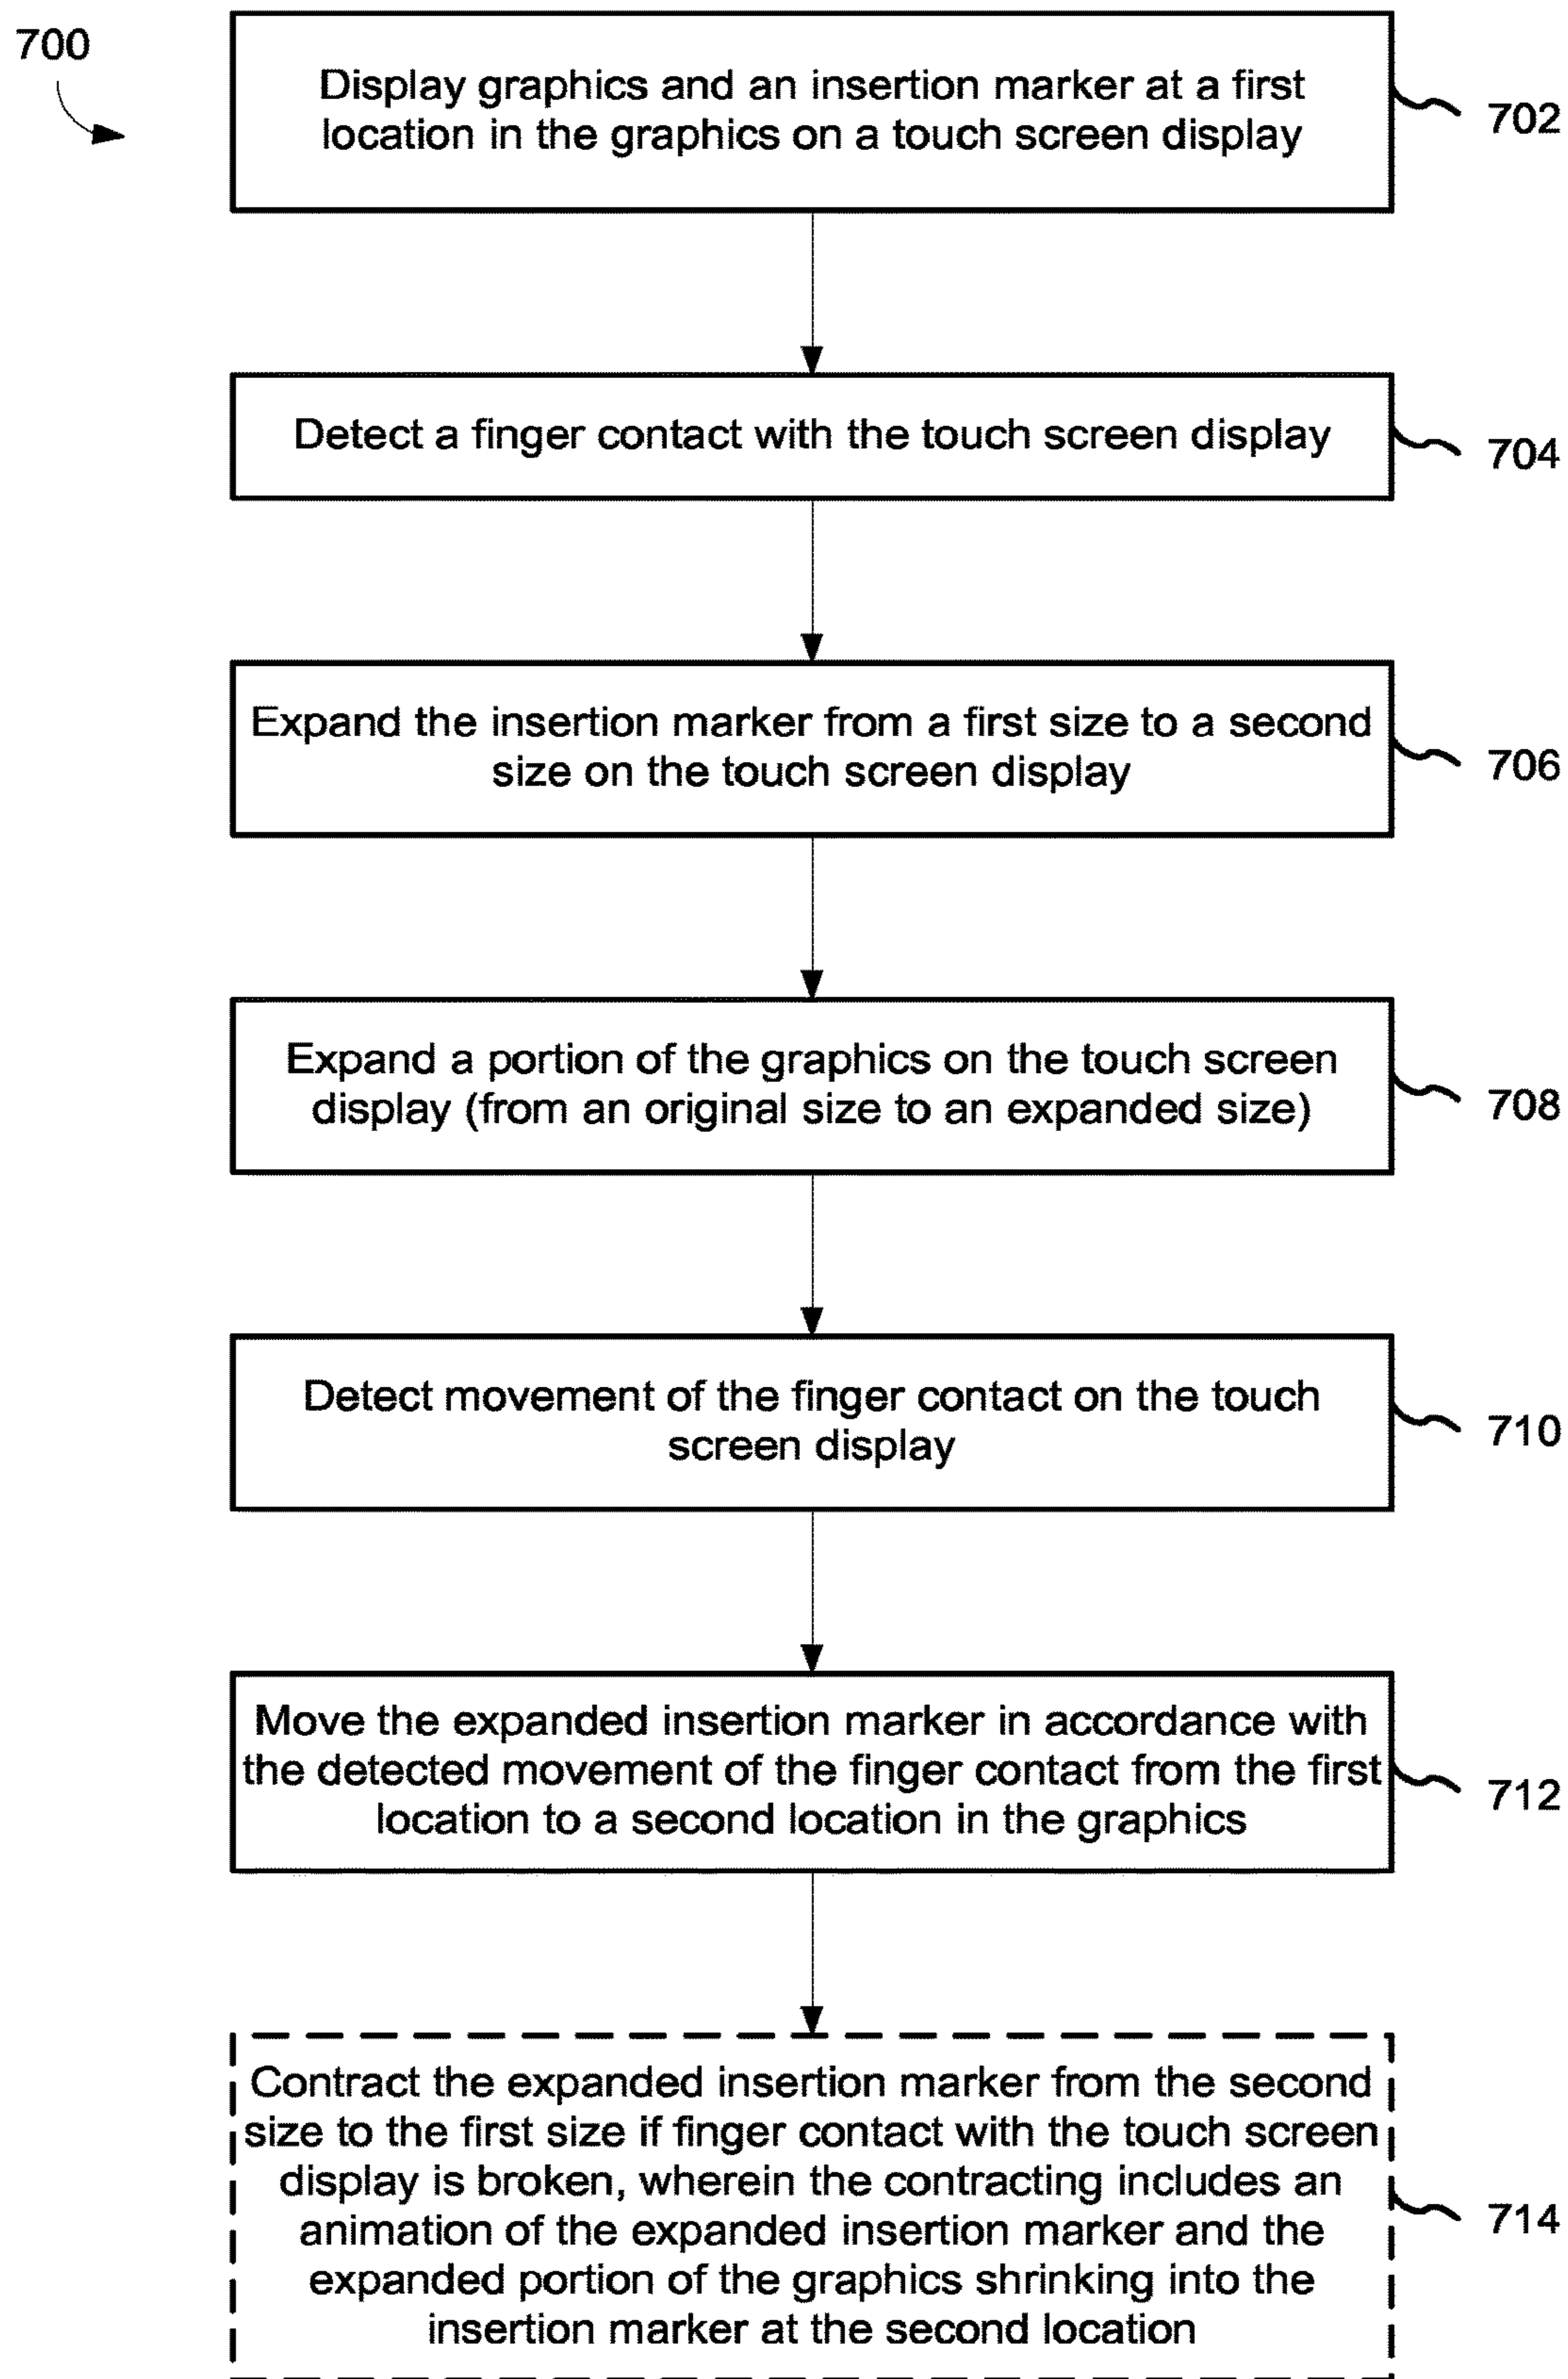 700
Display graphics and an insertion marker at a first
location in the graphics on a touch screen display
702
Detect a finger contact with the touch screen display
704
Expand the insertion marker from a first size to a second
size on the touch screen display
706
Expand a portion of the graphics on the touch screen
display (from an original size to an expanded size)
708
Detect movement of the finger contact on the touch
screen display
710
Move the expanded insertion marker in accordance with
the detected movement of the finger contact from the first
location to a second location in the graphics
712
Contract the expanded insertion marker from the second
size to the first size if finger contact with the touch screen
display is broken, wherein the contracting includes an
animation of the expanded insertion marker and the
expanded portion of the graphics shrinking into the
insertion marker at the second location
714